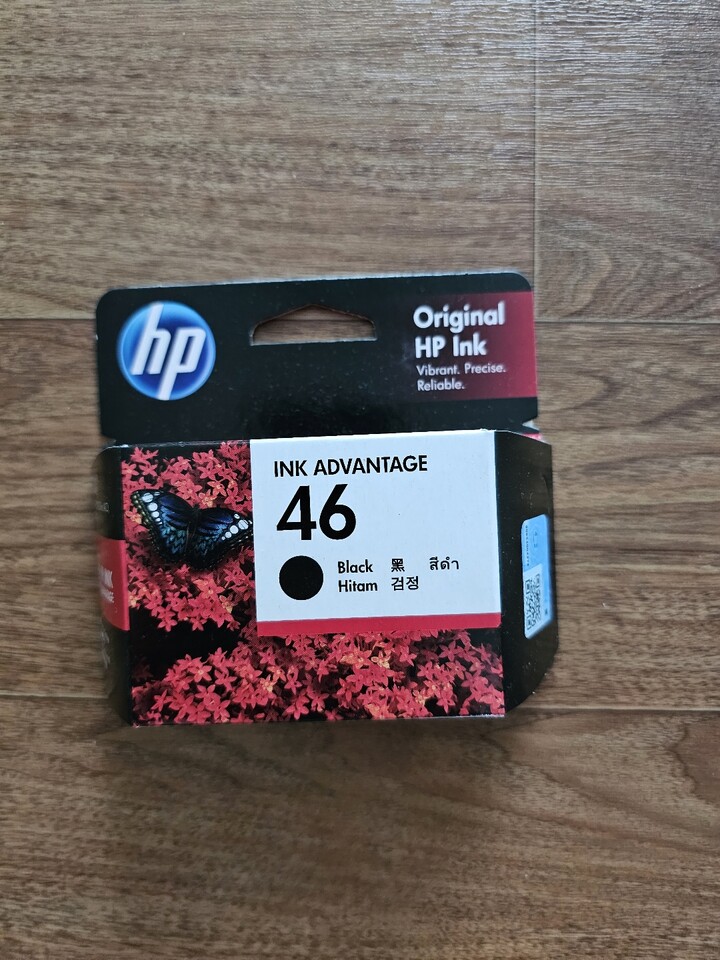 hp
Original
HP Ink
Vibrant. Precise.
Reliable.
INK ADVANTAGE
46
Black 黑 สีดำ
Hitam 검정